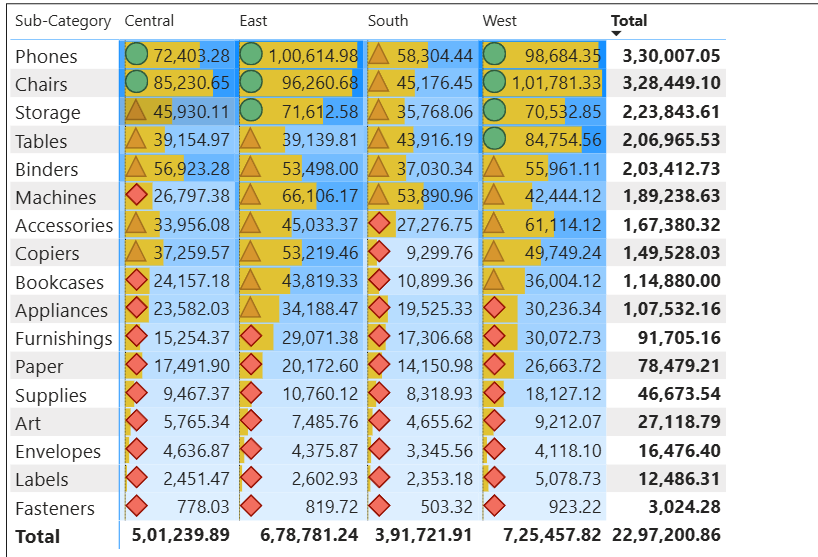 Sub-Category Central East South West Total
Phones 72,403.28 1,00,614.98 58,304.44 98,684.35 3,30,007.05
Chairs 85,230.65 96,260.68 45,176.45 1,01,781.33 3,28,449.10
Storage 45,930.11 71,612.58 35,768.06 70,532.85 2,23,843.61
Tables 39,154.97 39,139.81 43,916.19 84,754.56 2,06,965.53
Binders 56,923.28 53,498.00 37,030.34 55,961.11 2,03,412.73
Machines 26,797.38 66,106.17 53,890.96 42,444.12 1,89,238.63
Accessories 33,956.08 45,033.37 27,276.75 61,114.12 1,67,380.32
Copiers 37,259.57 53,219.46 9,299.76 49,749.24 1,49,528.03
Bookcases 24,157.18 43,819.33 10,899.36 36,004.12 1,14,880.00
Appliances 23,582.03 34,188.47 19,525.33 30,236.34 1,07,532.16
Furnishings 15,254.37 29,071.38 17,306.68 30,072.73 91,705.16
Paper 17,491.90 20,172.60 14,150.98 26,663.72 78,479.21
Supplies 9,467.37 10,760.12 8,318.93 18,127.12 46,673.54
Art 5,765.34 7,485.76 4,655.62 9,212.07 27,118.79
Envelopes 4,636.87 4,375.87 3,345.56 4,118.10 16,476.40
Labels 2,451.47 2,602.93 2,353.18 5,078.73 12,486.31
Fasteners 778.03 819.72 503.32 923.22 3,024.28
Total 5,01,239.89 6,78,781.24 3,91,721.91 7,25,457.82 22,97,200.86